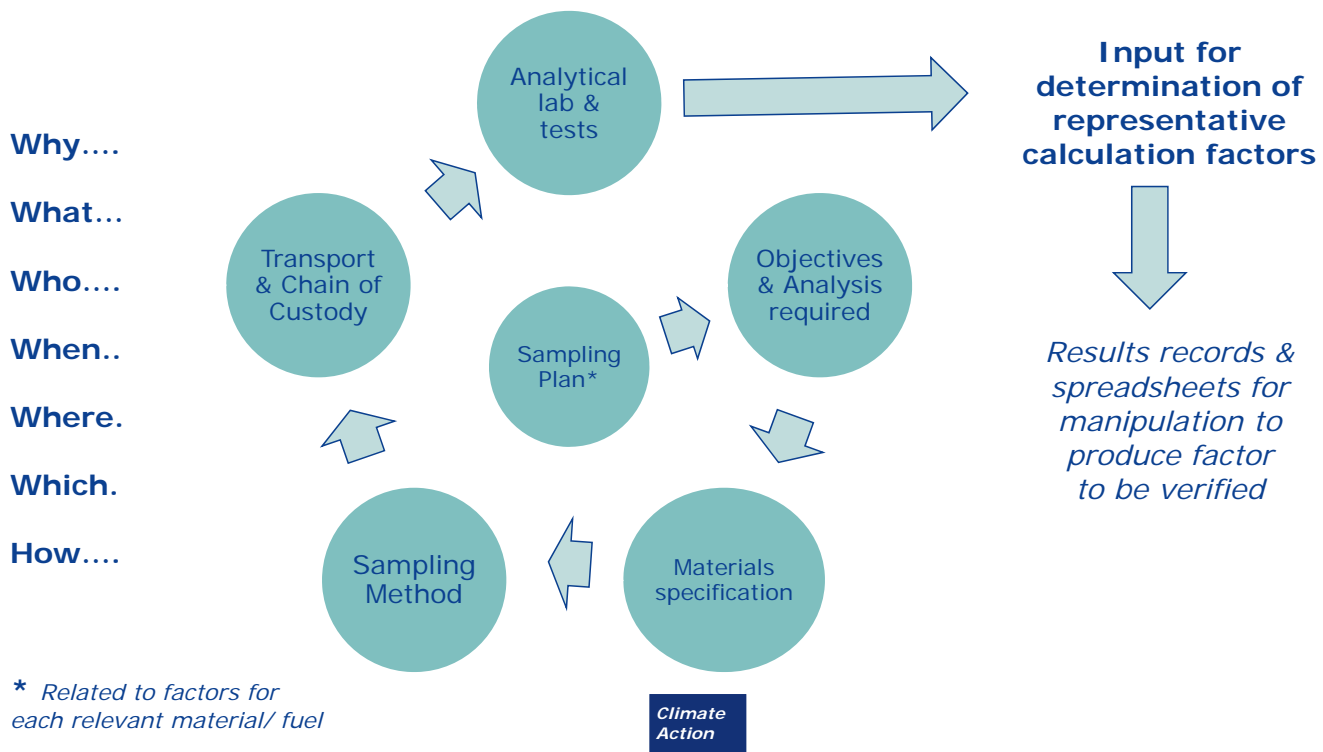 Why....
What...
Who....
When..
Where.
Which.
How....
Analytical
lab &
tests
Transport
& Chain of
Custody
Sampling
Plan*
Objectives
& Analysis
required
Sampling
Method
Materials
specification
Input for
determination of
representative
calculation factors
Results records &
spreadsheets for
manipulation to
produce factor
to be verified
* Related to factors for
each relevant material/ fuel
Climate
Action